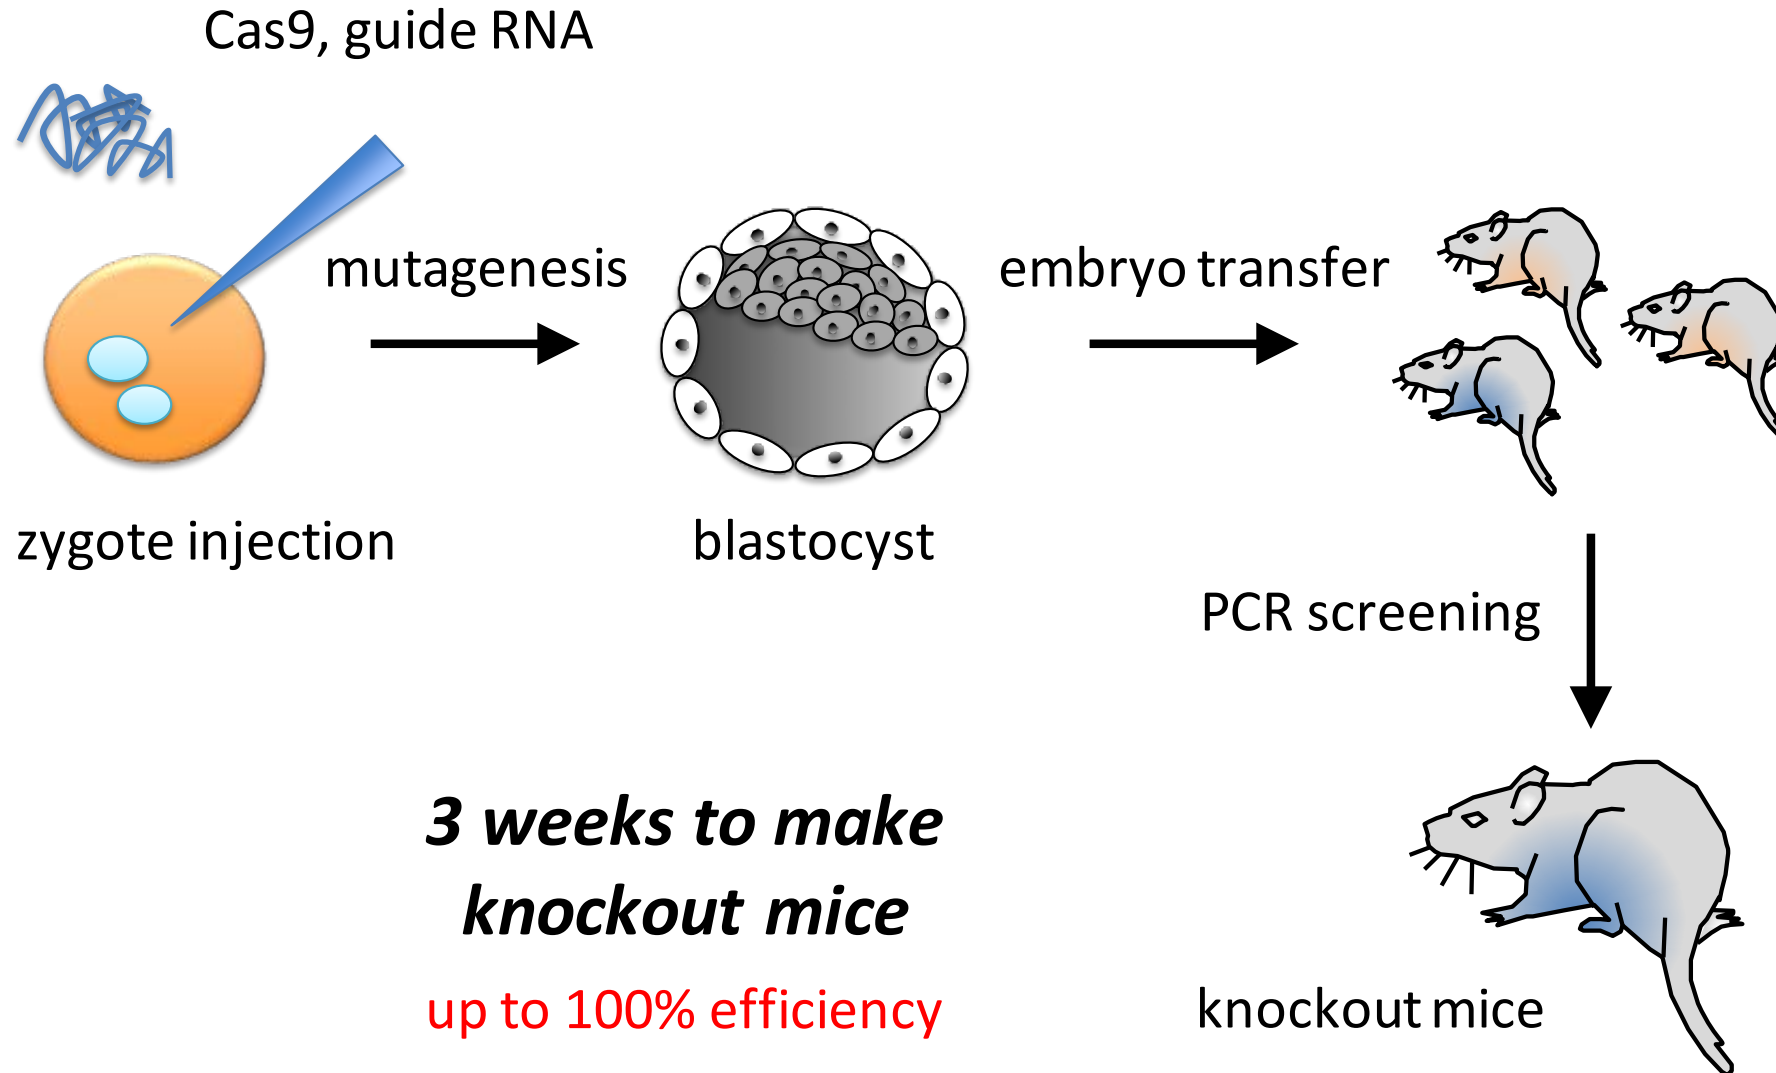 Cas9, guide RNA
mutagenesis
embryo transfer
zygote injection
blastocyst
PCR screening
3 weeks to make
knockout mice
up to 100% efficiency
knockout mice